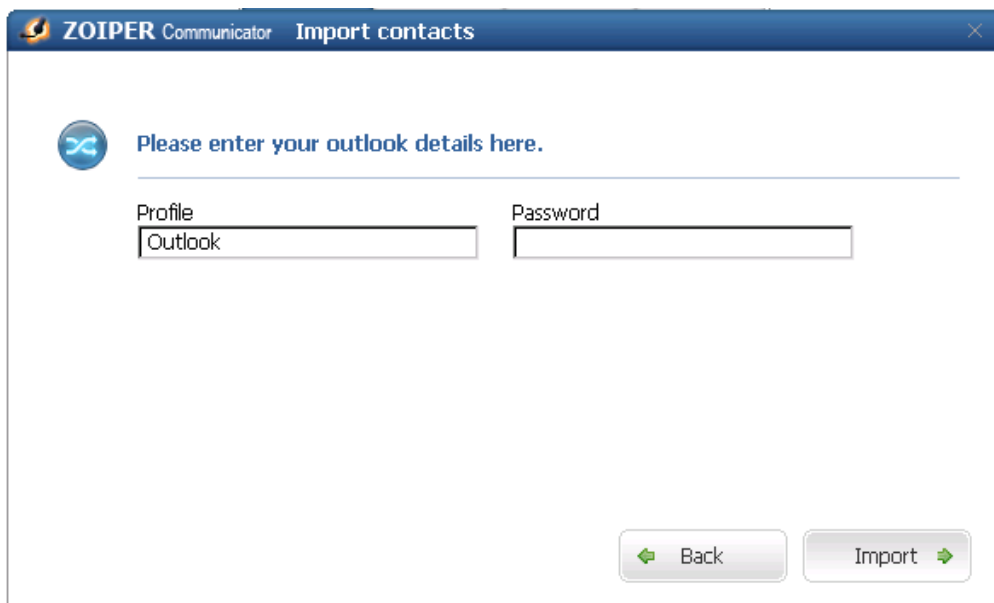 ZOIPER Communicator Import contacts
Please enter your outlook details here.
Profile Password
Outlook
Back Import